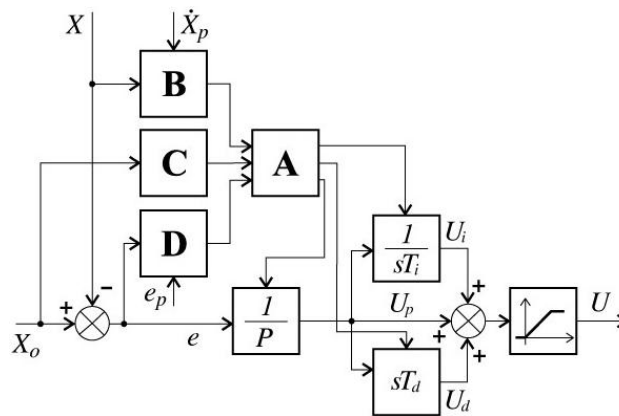 X
Ẋp
B
C
A
D
ep
1
sTi
Ui
+
−
+
Xo
e
1
P
Up
+
+
U
sTd
Ud